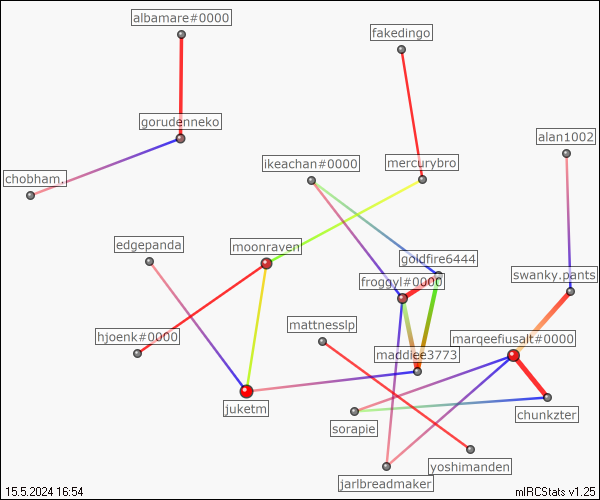 albamare#0000
fakedingo
gorudenneko
alan1002
ikeachan#0000
mercurybro
chobham.
edgepanda
moonraven
goldfire6444
swanky.pants
froggyl#0000
mattnesslp
hjoenk#0000
marqeefiusalt#0000
maddiee3773
juketm
chunkzter
sorapie
yoshimanden
jarlbreadmaker
15.5.2024 16:54
mIRCStats v1.25